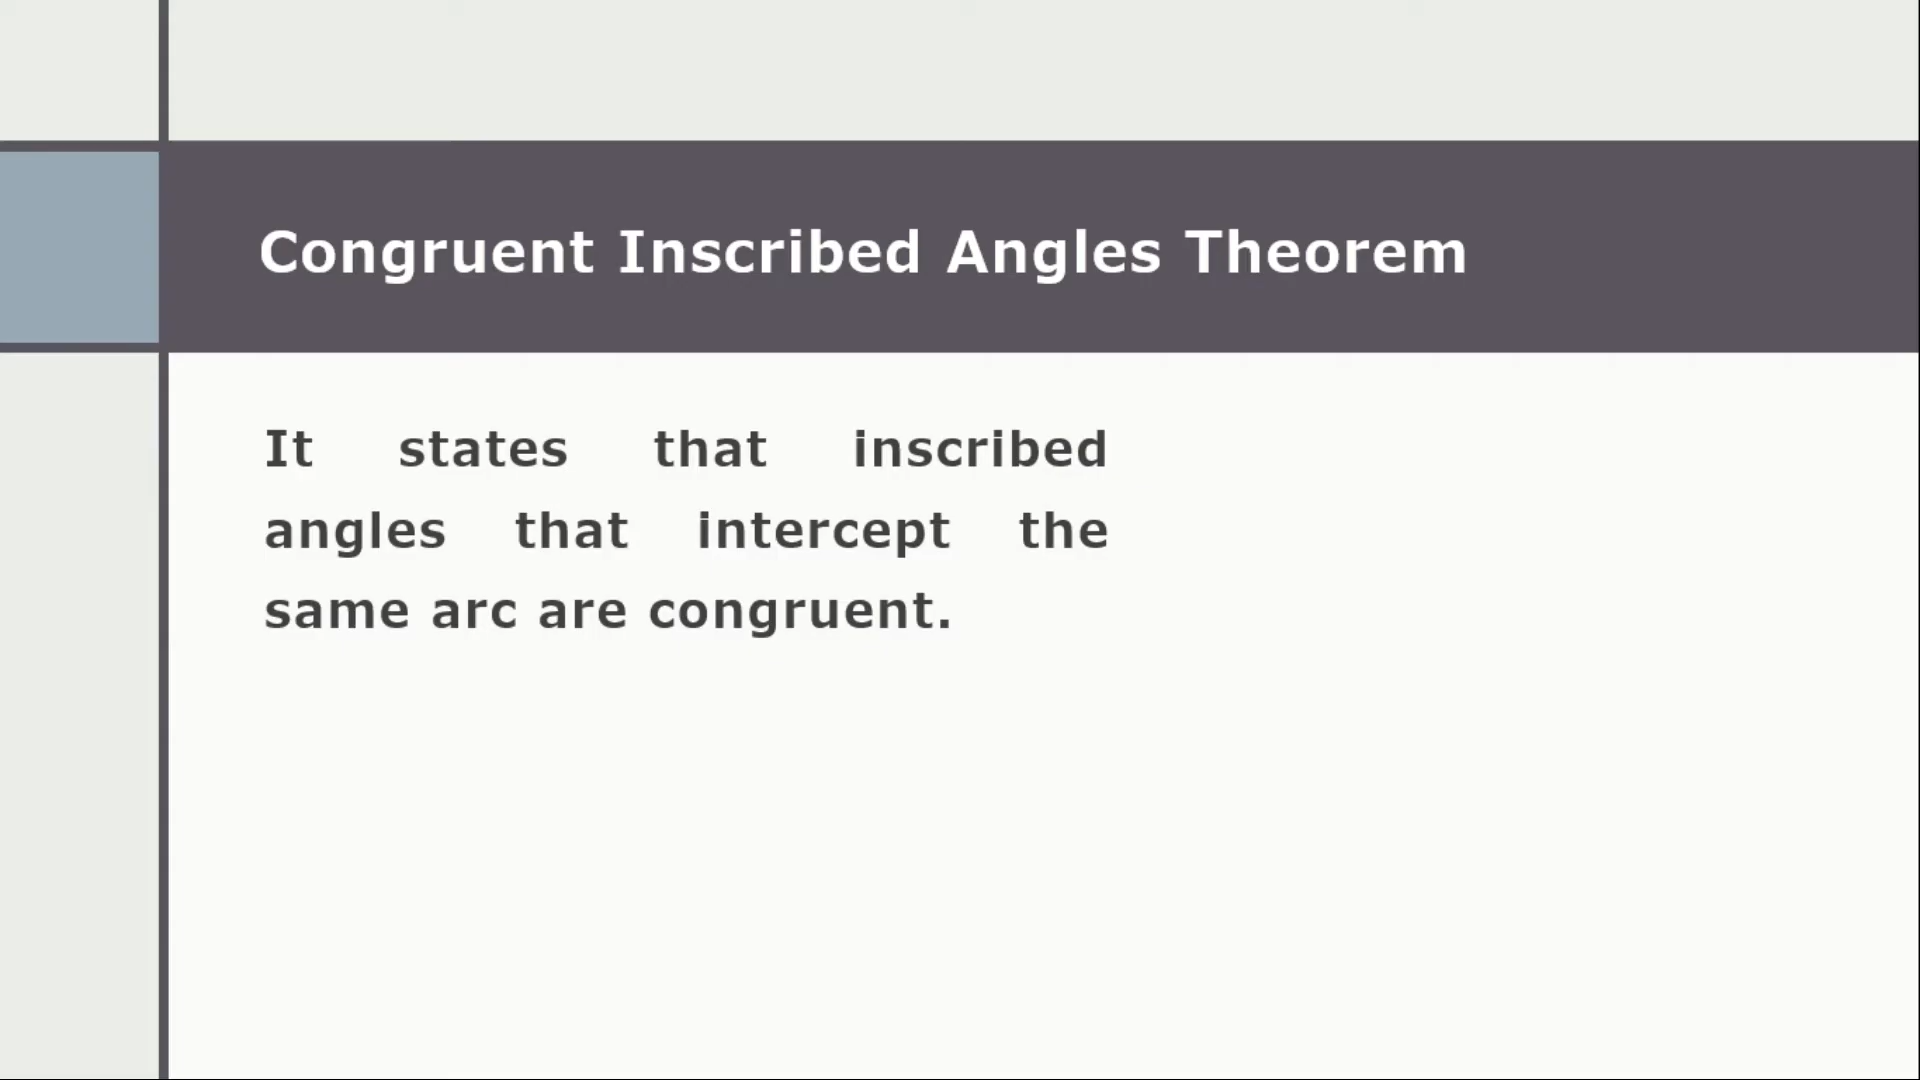 Congruent Inscribed Angles Theorem
It states that inscribed
angles that intercept the
same arc are congruent.